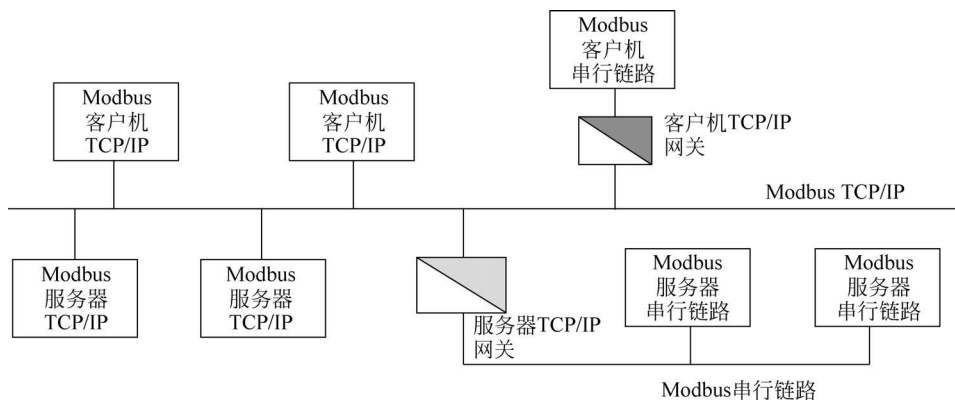 Modbus
客户机
串行链路
Modbus
客户机
TCP/IP
Modbus
客户机
TCP/IP
客户机TCP/IP
网关
Modbus TCP/IP
Modbus
服务器
TCP/IP
Modbus
服务器
TCP/IP
服务器TCP/IP
网关
Modbus
服务器
串行链路
Modbus
服务器
串行链路
Modbus串行链路